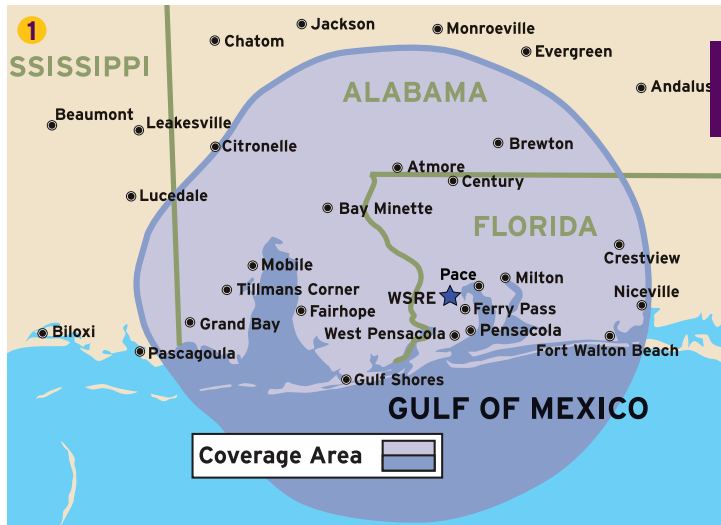 1
Jackson
Monroeville
Chatom
Evergreen
SSISSIPPI
ALABAMA
Andalus
Beaumont
Leakesville
Citronelle
Brewton
Atmore
Century
Lucedale
Bay Minette
FLORIDA
Crestview
Mobile
Pace
Milton
Tillmans Corner
WSRE
Niceville
Fairhope
Ferry Pass
Grand Bay
Biloxi
West Pensacola
Pensacola
Pascagoula
Fort Walton Beach
Gulf Shores
GULF OF MEXICO
Coverage Area